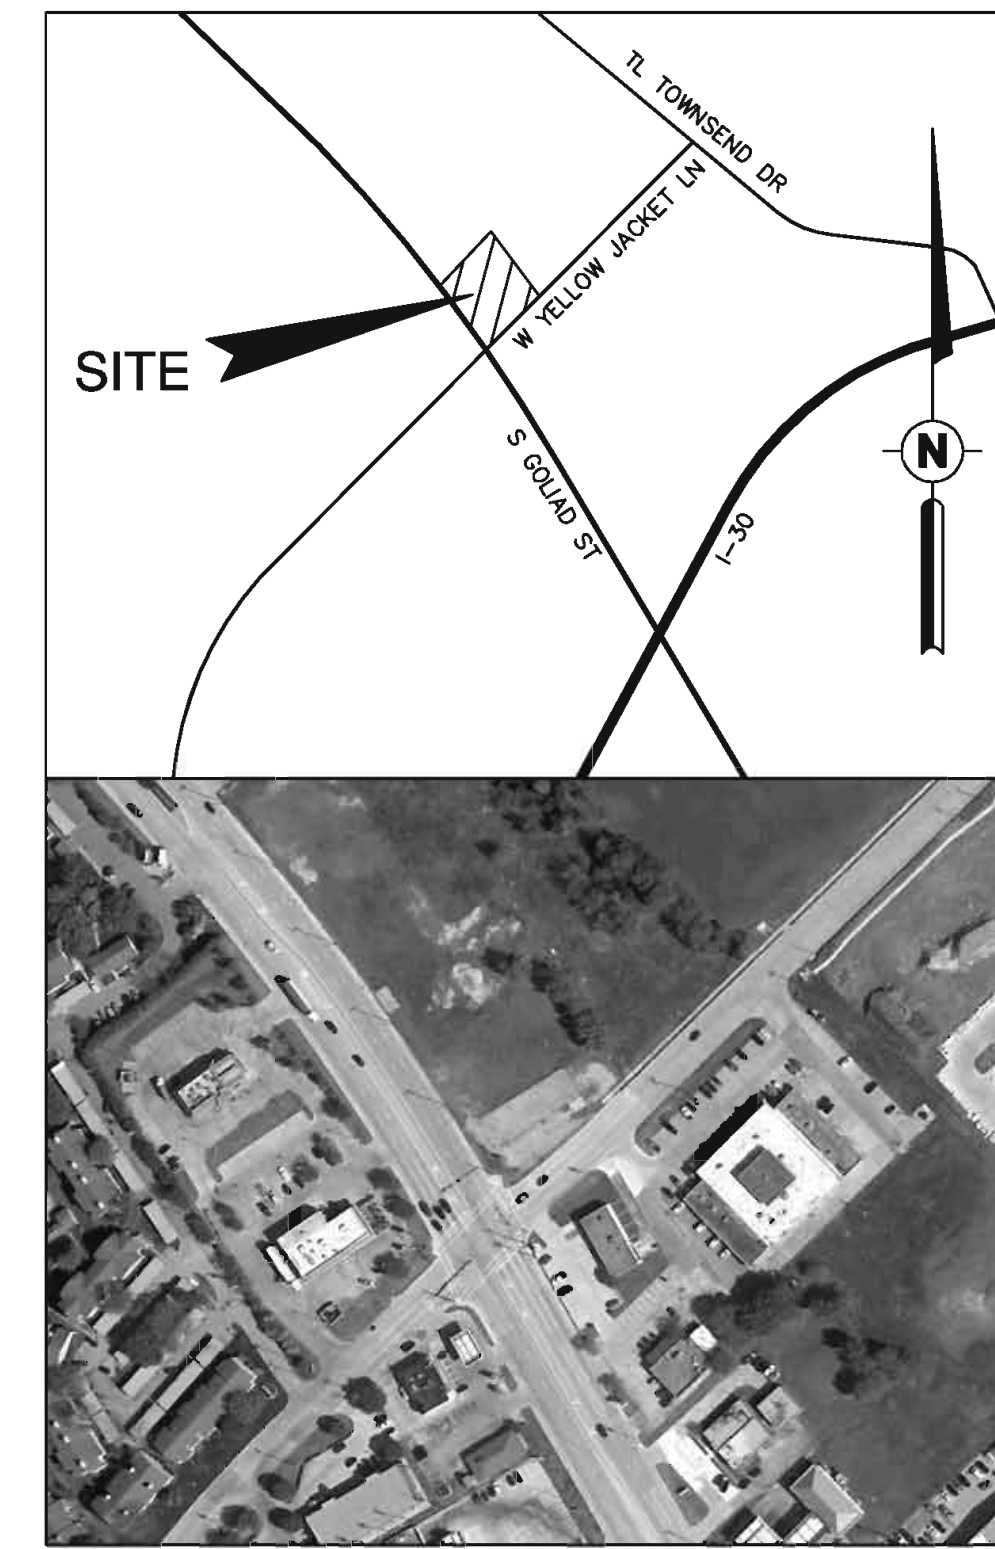 TL TOWNSEND DR
W YELLOW JACKET LN
SITE
S GOLIAD ST
N
I-30